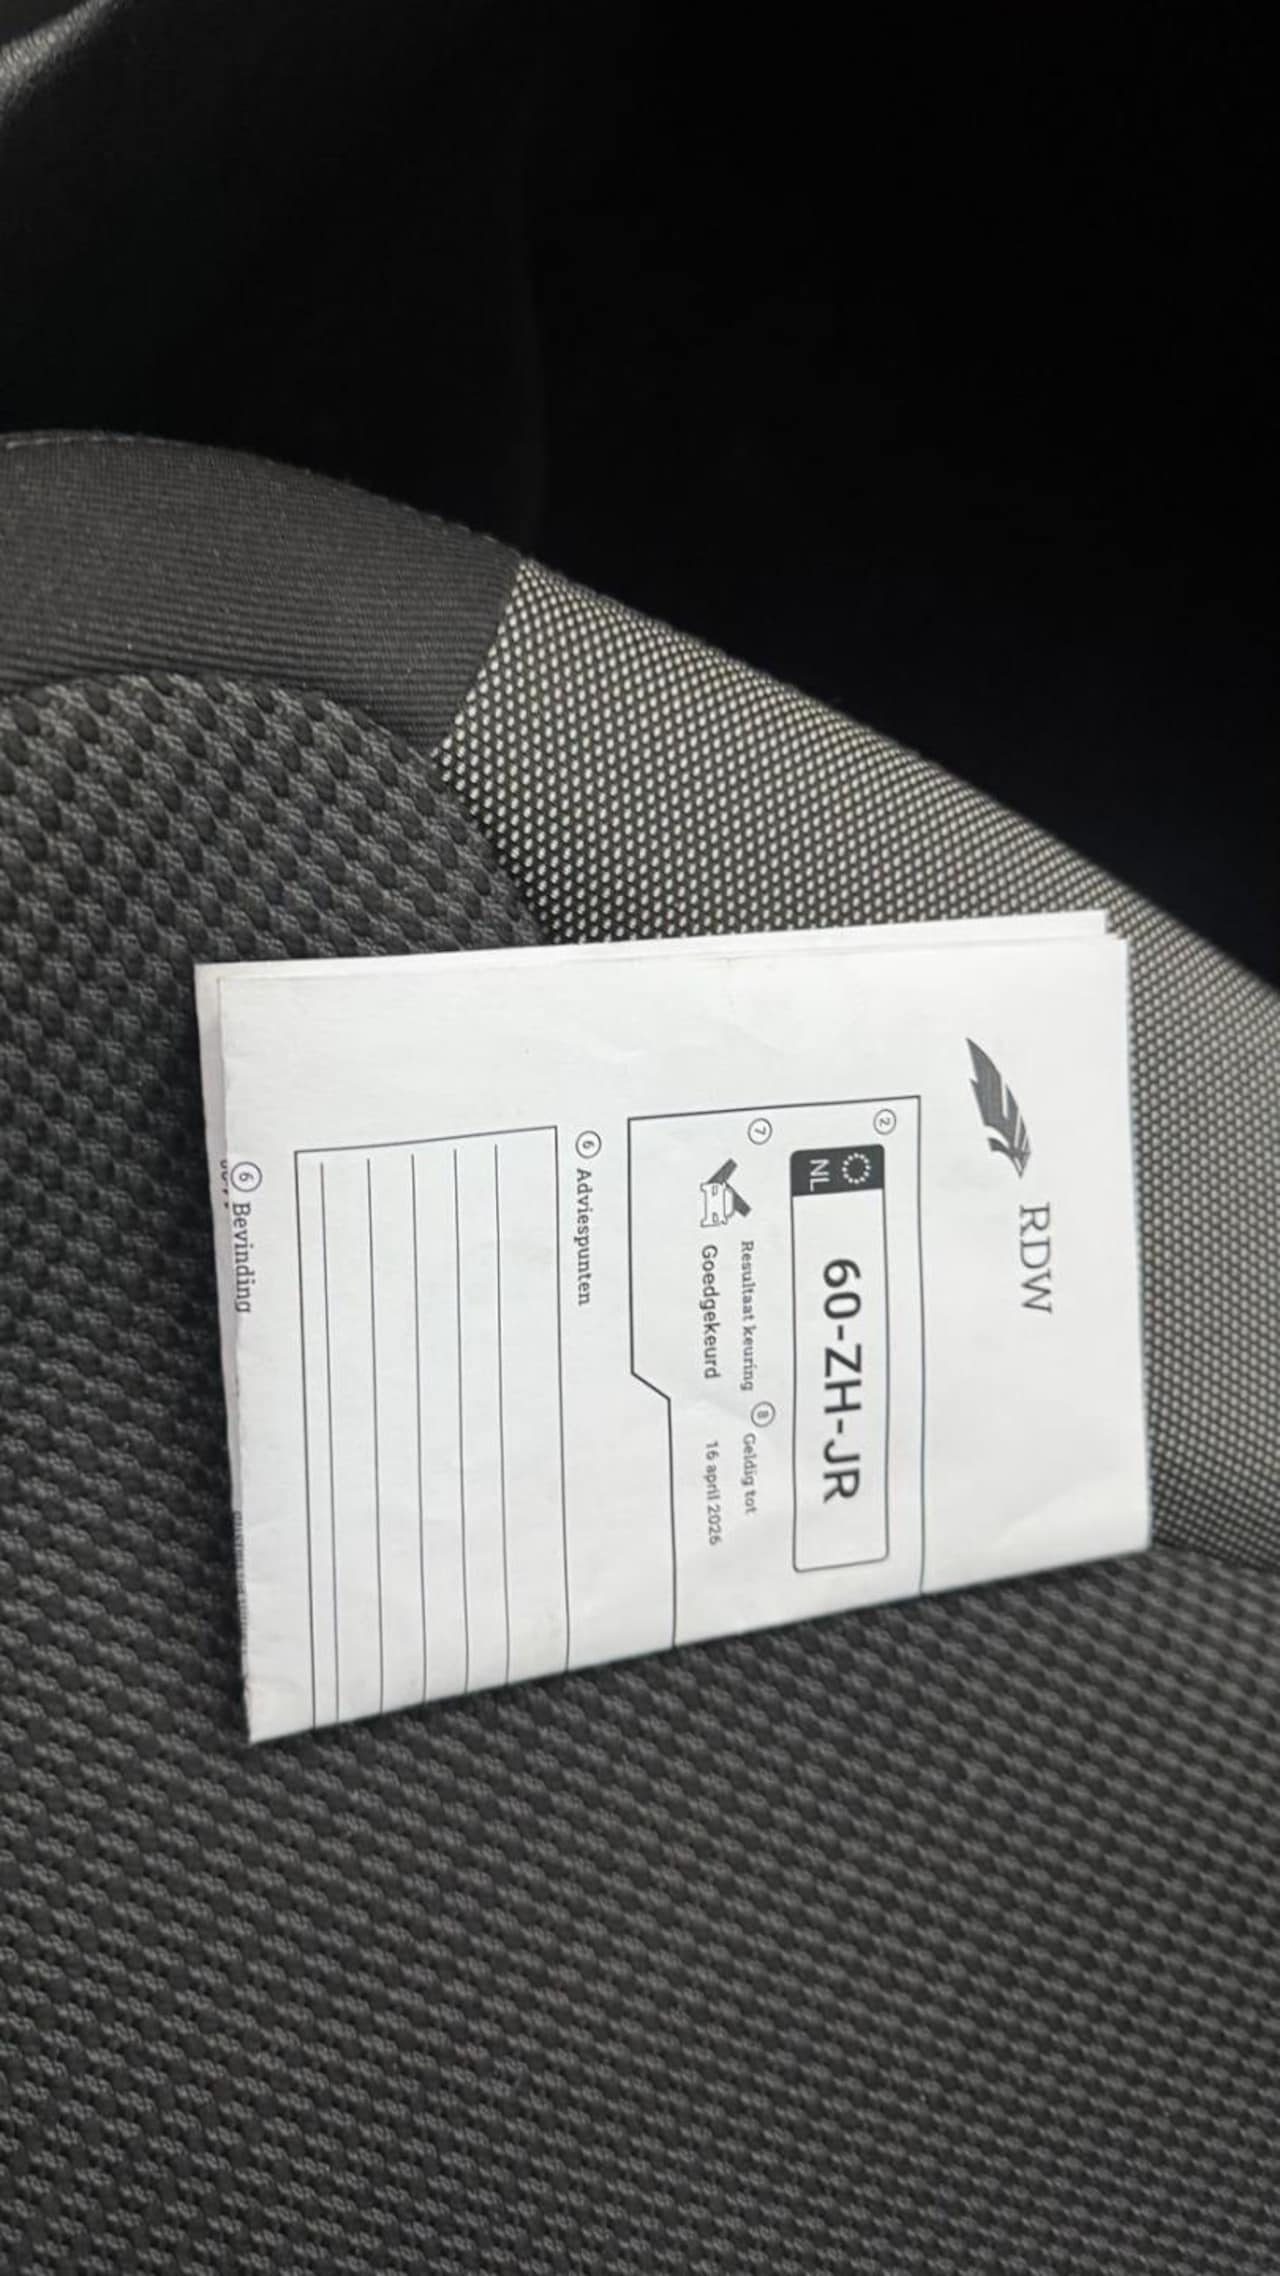 RDW
2
NL
60-ZH-JR
7 Resultaat keuring
Goedgekeurd
8 Geldig tot
16 april 2026
6 Adviespunten
6 Bevinding